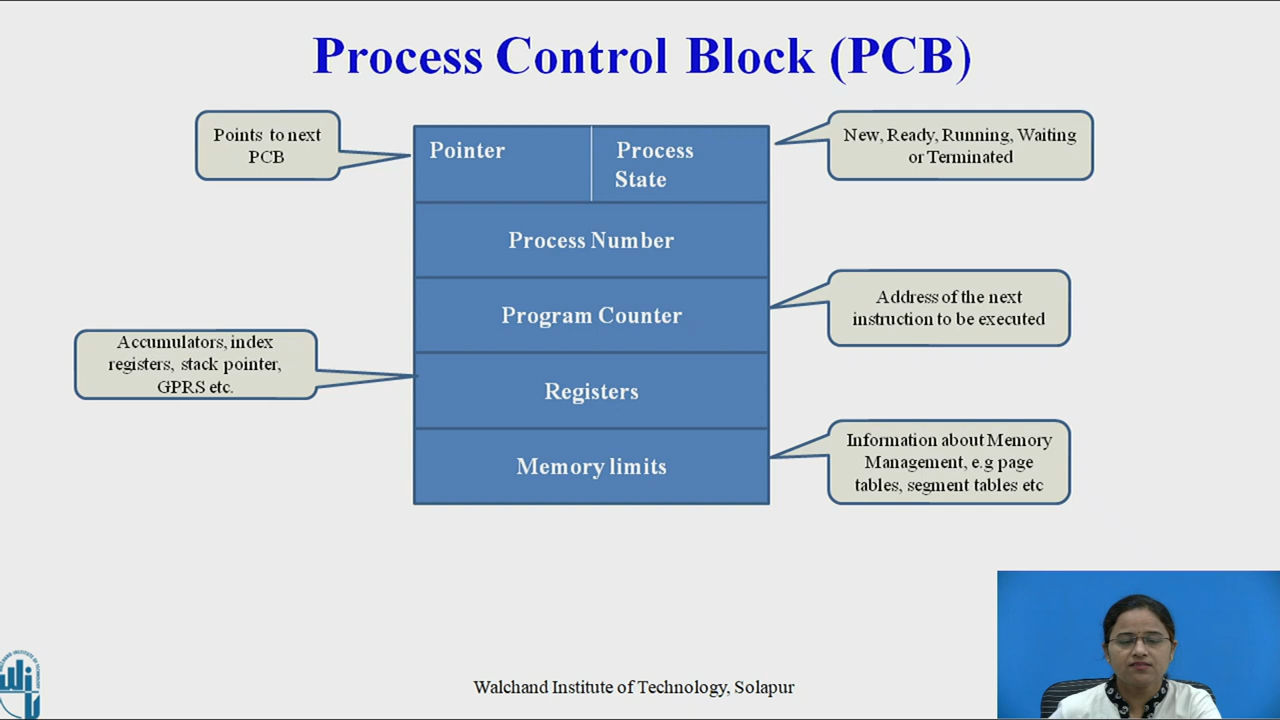 Process Control Block (PCB)
Points to next
PCB
Pointer
Process
State
New, Ready, Running, Waiting
or Terminated
Process Number
Program Counter
Address of the next
instruction to be executed
Accumulators, index
registers, stack pointer,
GPRS etc.
Registers
Memory limits
Information about Memory
Management, e.g page
tables, segment tables etc
Walchand Institute of Technology, Solapur